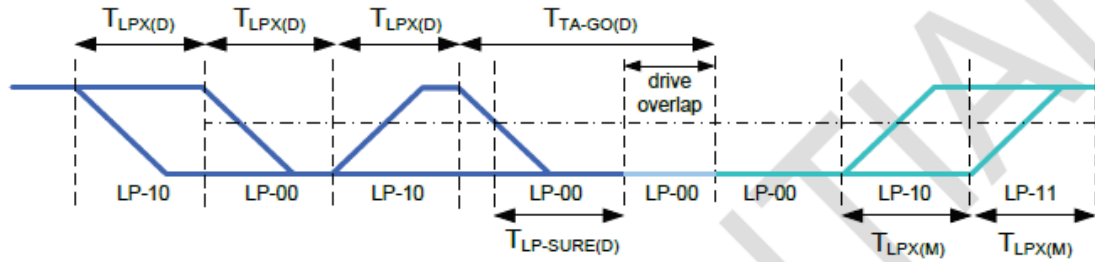 TLPX(D) TLPX(D) TLPX(D) TTA-GO(D)
drive
overlap
LP-10 LP-00 LP-10 LP-00 LP-00 LP-00 LP-10 LP-11
TLP-SURE(D) TLPX(M) TLPX(M)